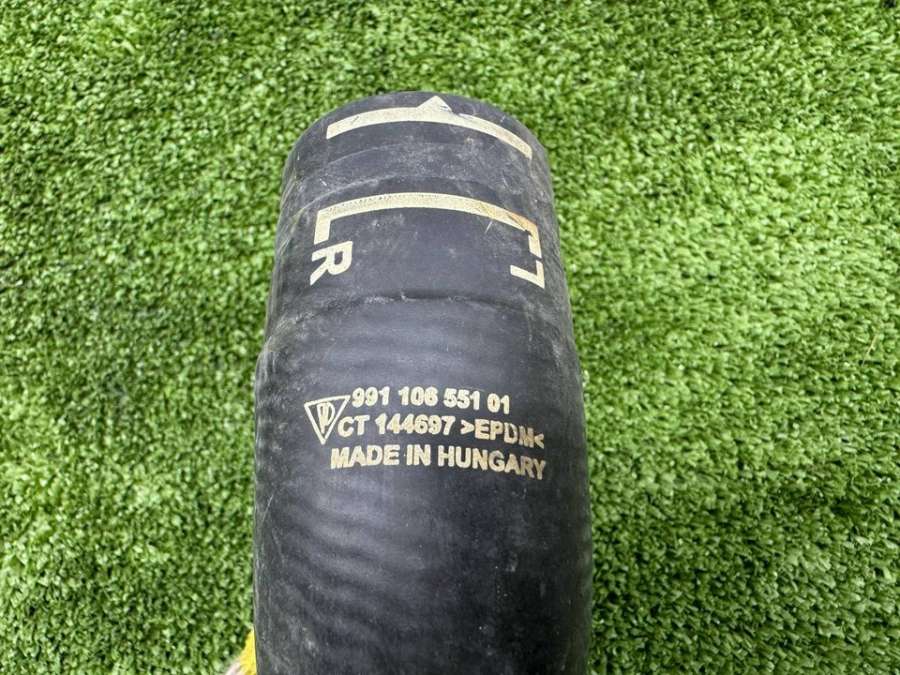 R
991 106 551 01
CT 144697 >EPDM<
MADE IN HUNGARY